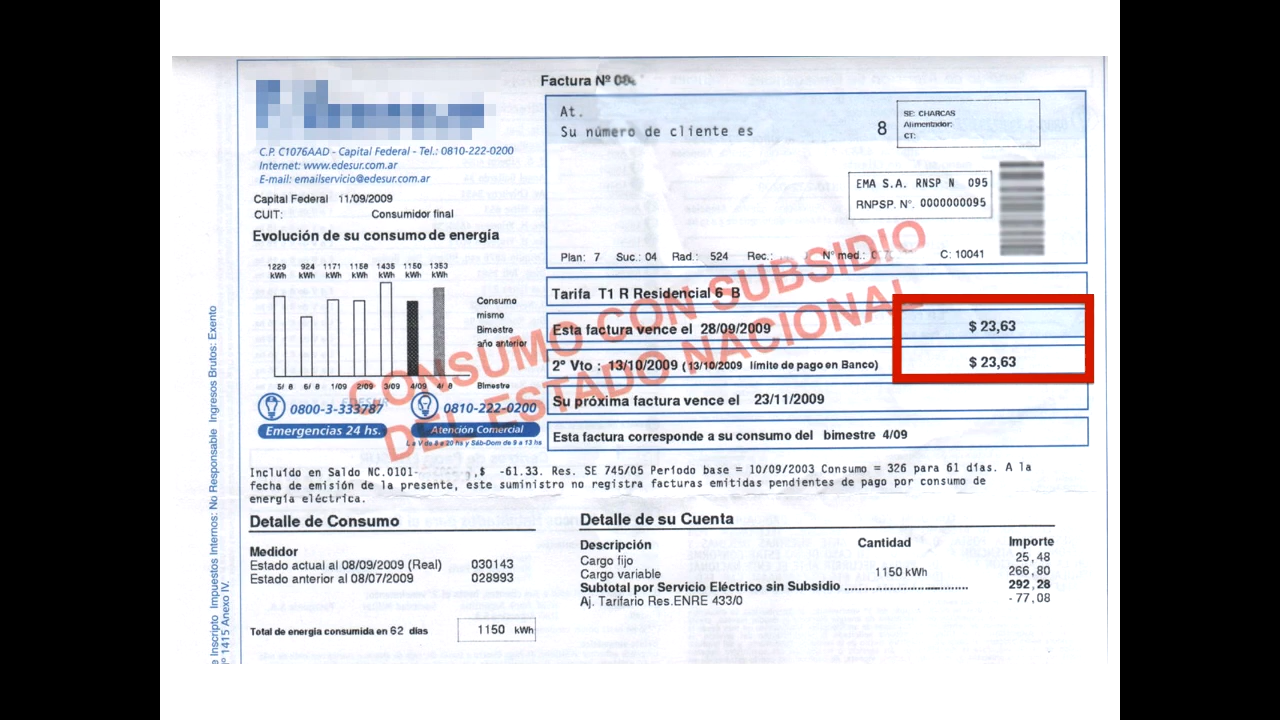 Factura Nº 08
At.
Su número de cliente es 8
SE: CHARCAS
Alimentador:
CT:
C.P. C1076AAD - Capital Federal - Tel.: 0810-222-0200
Internet: www.edesur.com.ar
E-mail: emailservicio@edesur.com.ar
EMA S.A. RNSP N 095
RNPSP. Nº. 0000000095
Capital Federal 11/09/2009
CUIT: Consumidor final
Evolución de su consumo de energía
Plan: 7 Suc.: 04 Rad.: 524 Rec.: Nº med.: C: 10041
1229 924 1171 1158 1435 1150 1353
kWh kWh kWh kWh kWh kWh kWh
Consumo
mismo
Bimestre
año anterior
5/ 8 6/ 8 1/09 2/09 3/09 4/09 4/ 8 Bimestre
CONSUMO CON SUBSIDIO
DEL ESTADO NACIONAL
Tarifa T1 R Residencial 6 B
Esta factura vence el 28/09/2009 $ 23,63
2º Vto : 13/10/2009 (13/10/2009 límite de pago en Banco) $ 23,63
Su próxima factura vence el 23/11/2009
Esta factura corresponde a su consumo del bimestre 4/09
EDESUR
0800-3-333787 0810-222-0200
Emergencias 24 hs. Atención Comercial
L a V de 8 a 20 hs y Sáb-Dom de 9 a 13 hs
Incluído en Saldo NC.0101- ,$ -61.33. Res. SE 745/05 Período base = 10/09/2003 Consumo = 326 para 61 días. A la
fecha de emisión de la presente, este suministro no registra facturas emitidas pendientes de pago por consumo de
energía eléctrica.
Detalle de Consumo
Medidor
Estado actual al 08/09/2009 (Real) 030143
Estado anterior al 08/07/2009 028993
Total de energía consumida en 62 días 1150 kWh
Detalle de su Cuenta
Descripción Cantidad Importe
Cargo fijo 25,48
Cargo variable 1150 kWh 266,80
Subtotal por Servicio Eléctrico sin Subsidio ................................ 292,28
Aj. Tarifario Res.ENRE 433/0 - 77,08
e Inscripto Impuestos Internos: No Responsable Ingresos Brutos: Exento
nº 1415 Anexo IV.